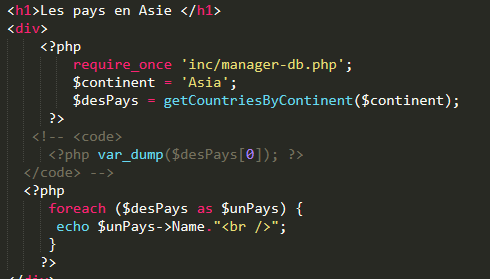 <h1>Les pays en Asie </h1>
<div>
<?php
require_once 'inc/manager-db.php';
$continent = 'Asia';
$desPays = getCountriesByContinent($continent);
?>
<!-- <code>
<?php var_dump($desPays[0]); ?>
</code> -->
<?php
foreach ($desPays as $unPays) {
echo $unPays->Name."<br />";
}
?>
</div>